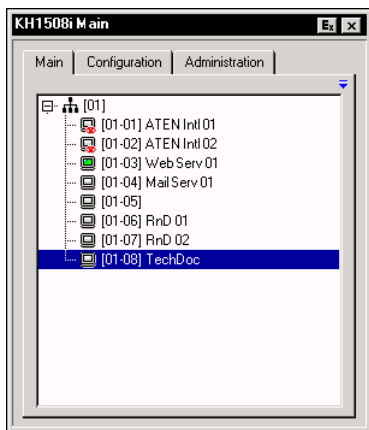 KH1508i Main Ex ×
Main Configuration Administration
[01]
[01-01] ATEN Intl 01
[01-02] ATEN Intl 02
[01-03] Web Serv 01
[01-04] Mail Serv 01
[01-05]
[01-06] RnD 01
[01-07] RnD 02
[01-08] TechDoc